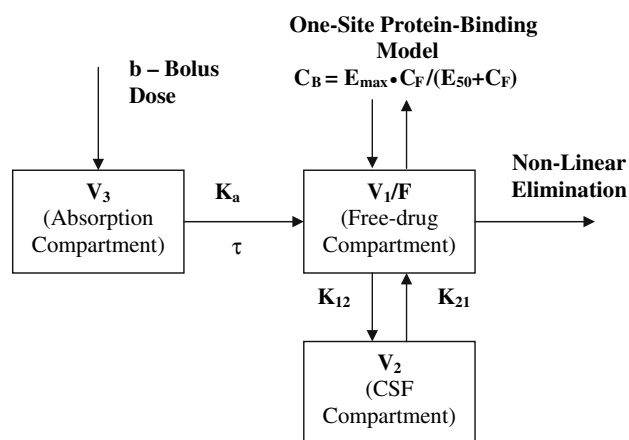 One-Site Protein-Binding
Model
C_B = E_max • C_F/(E_50+C_F)
b – Bolus
Dose
Non-Linear
Elimination
V_3
(Absorption
Compartment)
K_a
τ
V_1/F
(Free-drug
Compartment)
K_12
K_21
V_2
(CSF
Compartment)